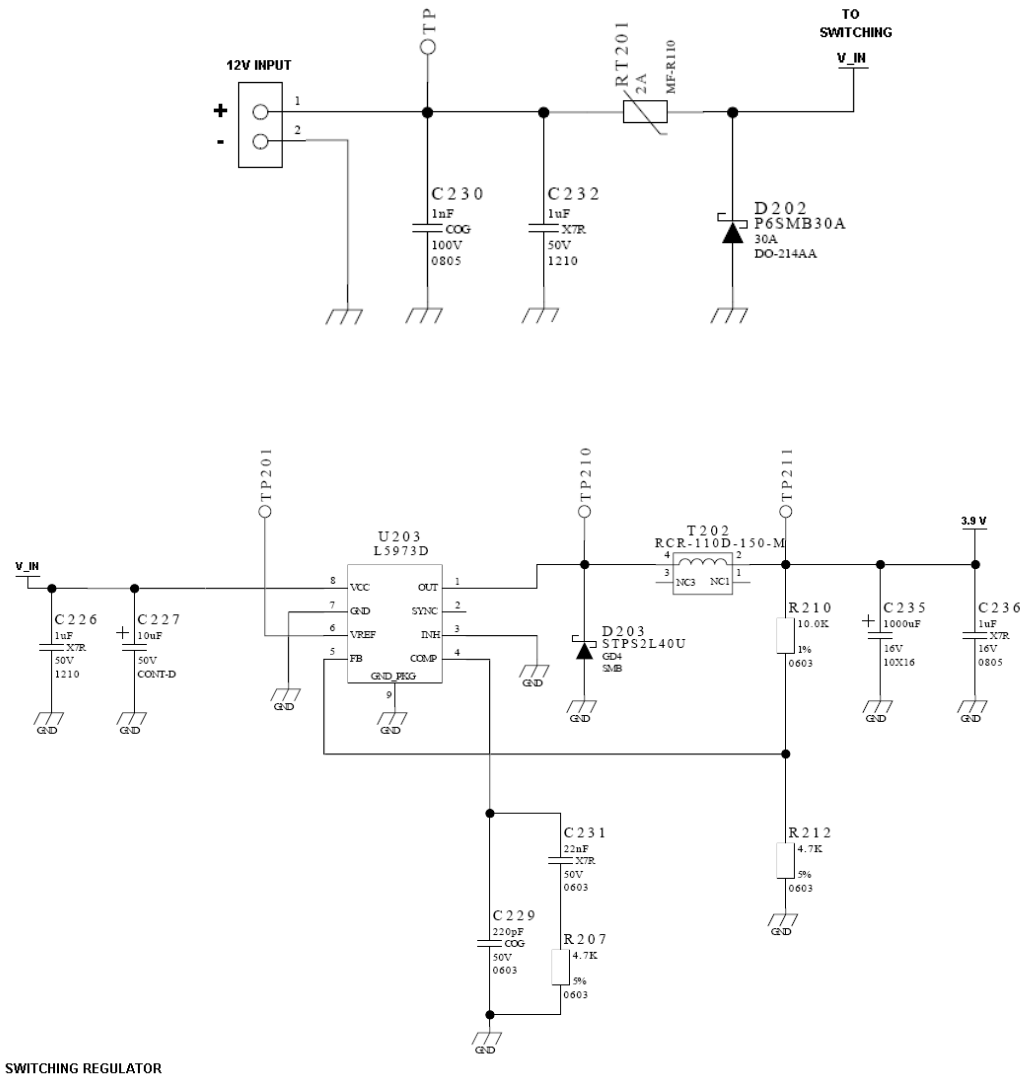 TO
SWITCHING
V_IN
TP
RT201
2A
MF-R110
12V INPUT
+
-
1
2
C230
1nF
COG
100V
0805
C232
1uF
X7R
50V
1210
D202
P6SMB30A
30A
DO-214AA
TP201
TP210
TP211
U203
L5973D
T202
RCR-110D-150-M
3.9 V
V_IN
8
VCC
OUT
1
7
GND
SYNC
2
6
VREF
INH
3
5
FB
COMP
4
GND_PKG
9
4
2
3
NC3
NC1
1
C226
1uF
X7R
50V
1210
C227
+
10uF
50V
CONT-D
D203
STPS2L40U
GD4
SMB
R210
10.0K
1%
0603
C235
+
1000uF
16V
10X16
C236
1uF
X7R
16V
0805
GND
GND
GND
GND
GND
GND
GND
GND
C231
22nF
X7R
50V
0603
R212
4.7K
5%
0603
GND
C229
220pF
COG
50V
0603
R207
4.7K
5%
0603
GND
SWITCHING REGULATOR